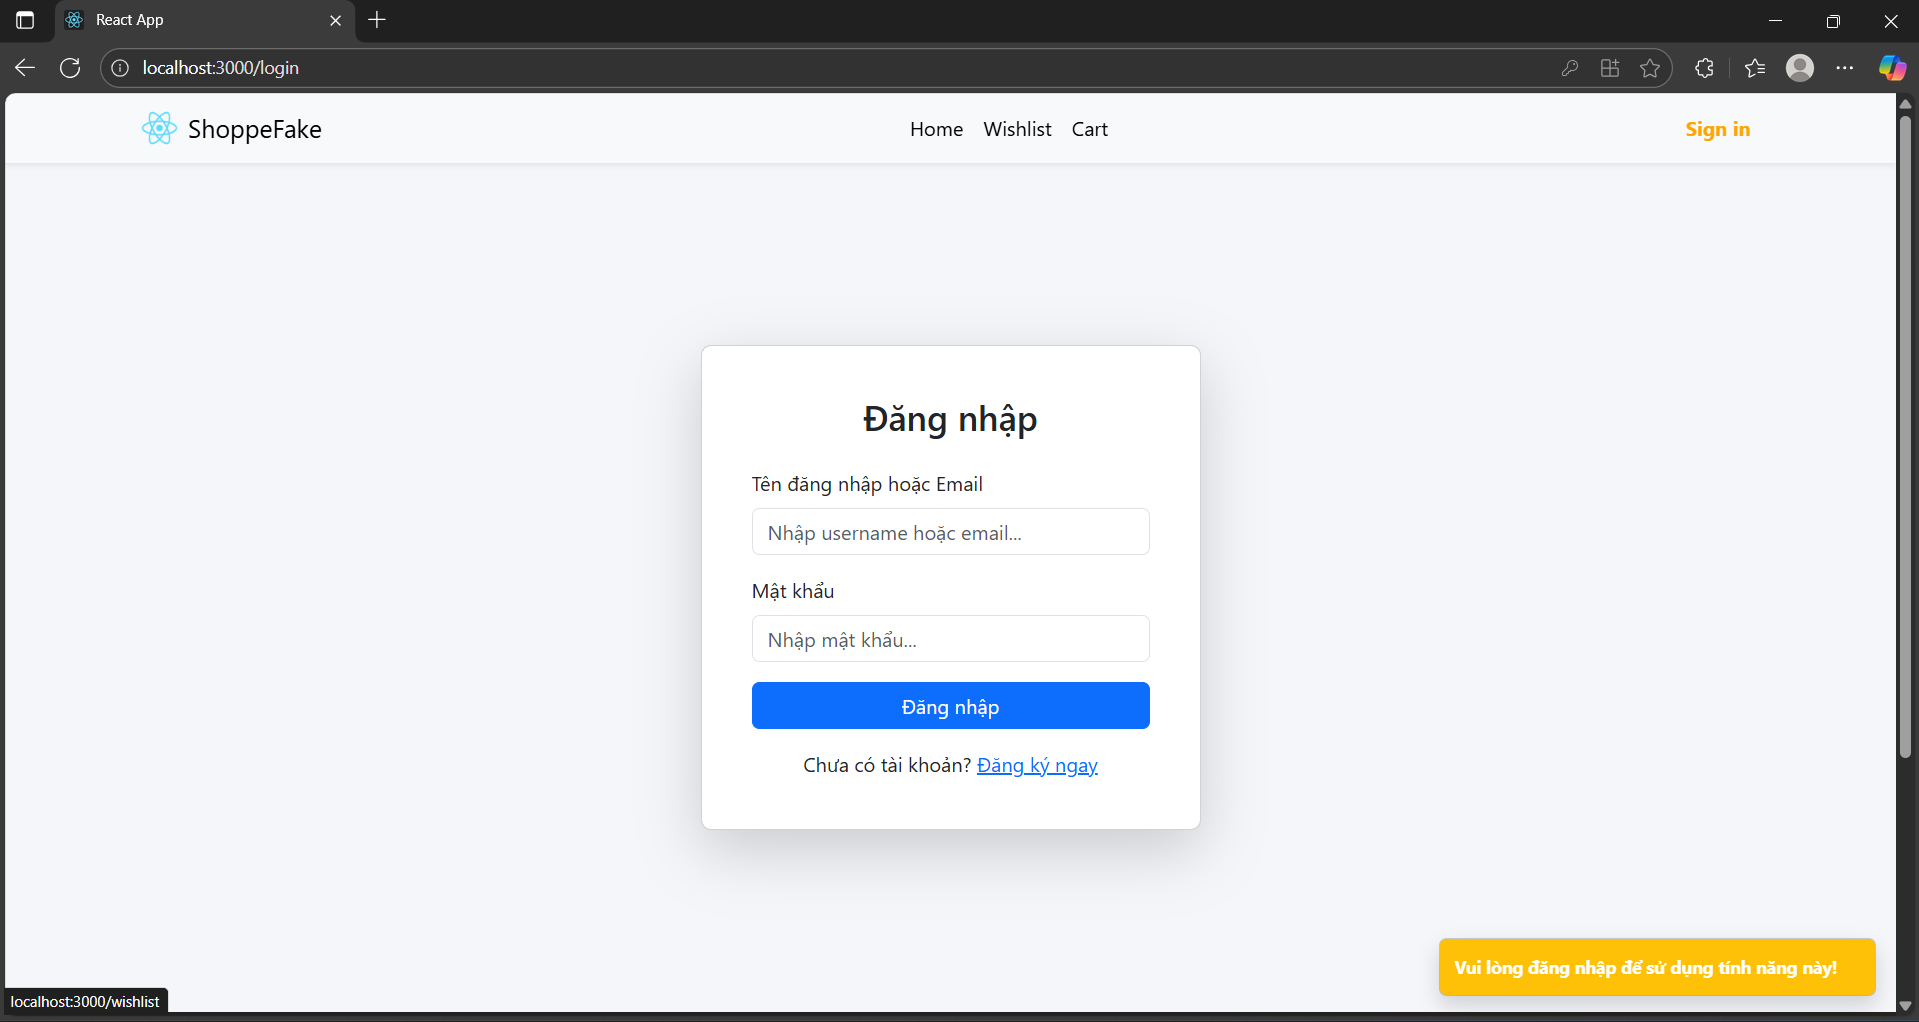 React App
localhost:3000/login
ShoppeFake
Home Wishlist Cart
Sign in
Đăng nhập
Tên đăng nhập hoặc Email
Nhập username hoặc email...
Mật khẩu
Nhập mật khẩu...
Đăng nhập
Chưa có tài khoản? Đăng ký ngay
Vui lòng đăng nhập để sử dụng tính năng này!
localhost:3000/wishlist